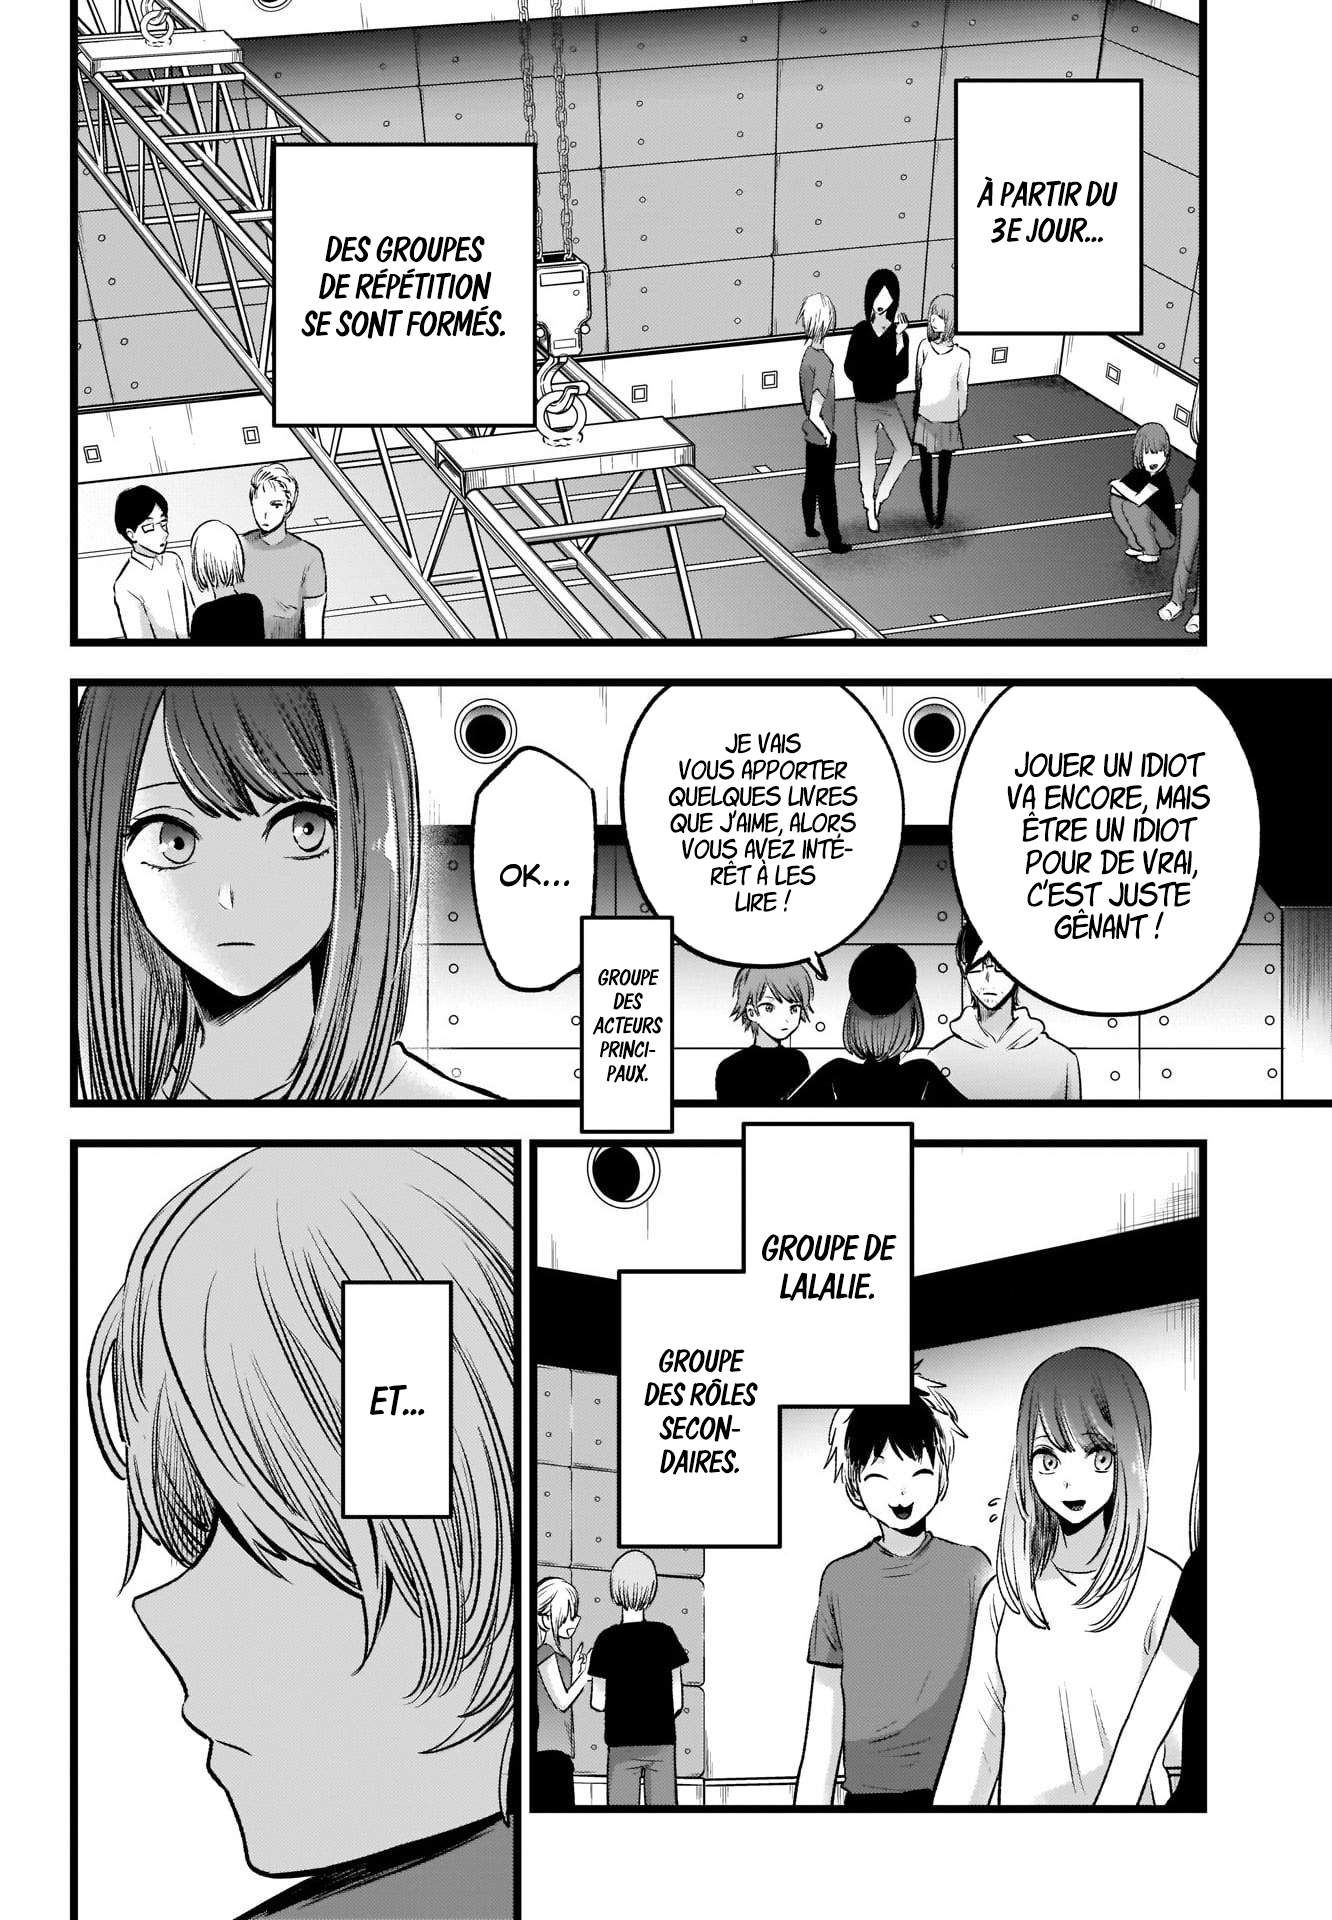 À PARTIR DU
3E JOUR...
DES GROUPES
DE RÉPÉTITION
SE SONT FORMÉS.
JOUER UN IDIOT
VA ENCORE, MAIS
ÊTRE UN IDIOT
POUR DE VRAI,
C'EST JUSTE
GÊNANT !
JE VAIS
VOUS APPORTER
QUELQUES LIVRES
QUE J'AIME, ALORS
VOUS AVEZ INTÉ-
RÊT À LES
LIRE !
OK...
GROUPE
DES
ACTEURS
PRINCI-
PAUX.
GROUPE DE
LALALIE.
GROUPE
DES RÔLES
SECON-
DAIRES.
ET...